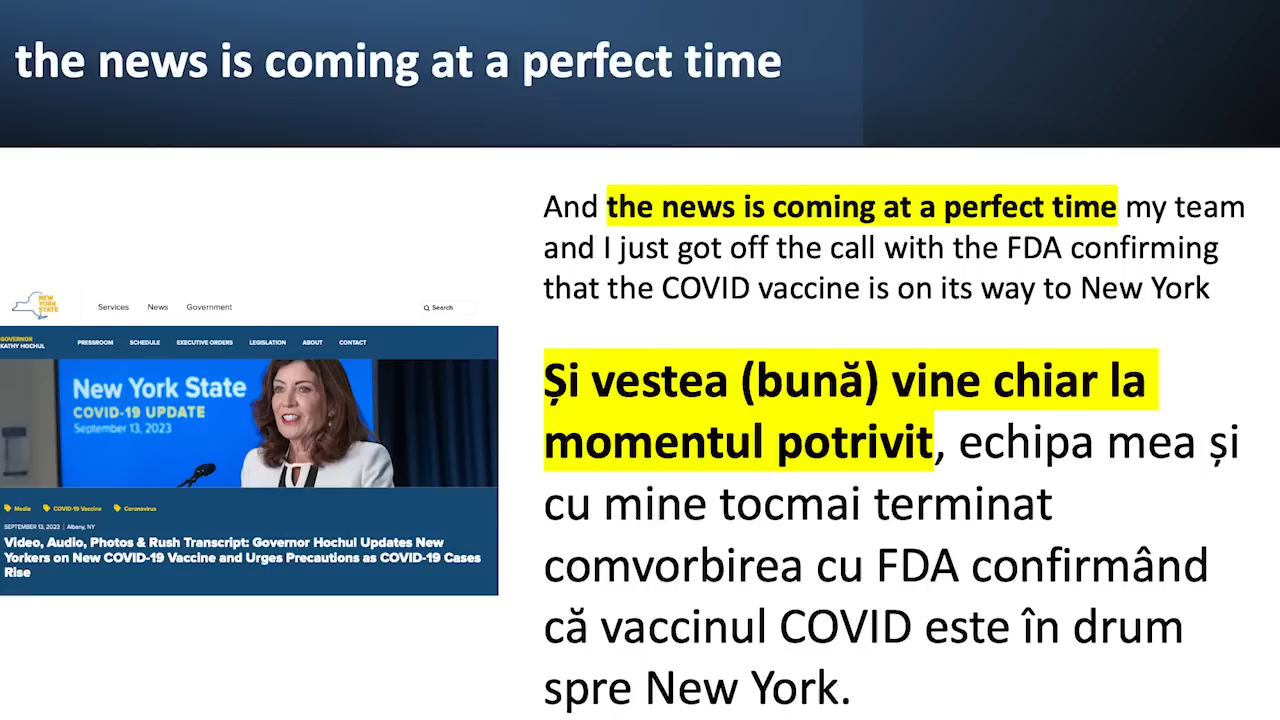 the news is coming at a perfect time
And the news is coming at a perfect time my team
and I just got off the call with the FDA confirming
that the COVID vaccine is on its way to New York
Și vestea (bună) vine chiar la
momentul potrivit, echipa mea și
cu mine tocmai terminat
comvorbirea cu FDA confirmând
că vaccinul COVID este în drum
spre New York.
NEW
YORK
STATE
Services News Government Search
GOVERNOR
KATHY HOCHUL
PRESSROOM SCHEDULE EXECUTIVE ORDERS LEGISLATION ABOUT CONTACT
New York State
COVID-19 UPDATE
September 13, 2023
Media COVID-19 Vaccine Coronavirus
SEPTEMBER 13, 2023 | Albany, NY
Video, Audio, Photos & Rush Transcript: Governor Hochul Updates New
Yorkers on New COVID-19 Vaccine and Urges Precautions as COVID-19 Cases
Rise